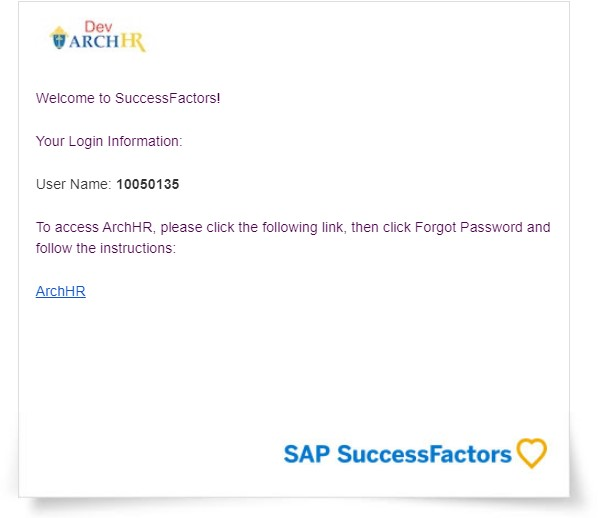 Dev
ARCHHR
Welcome to SuccessFactors!
Your Login Information:
User Name: 10050135
To access ArchHR, please click the following link, then click Forgot Password and
follow the instructions:
ArchHR
SAP SuccessFactors